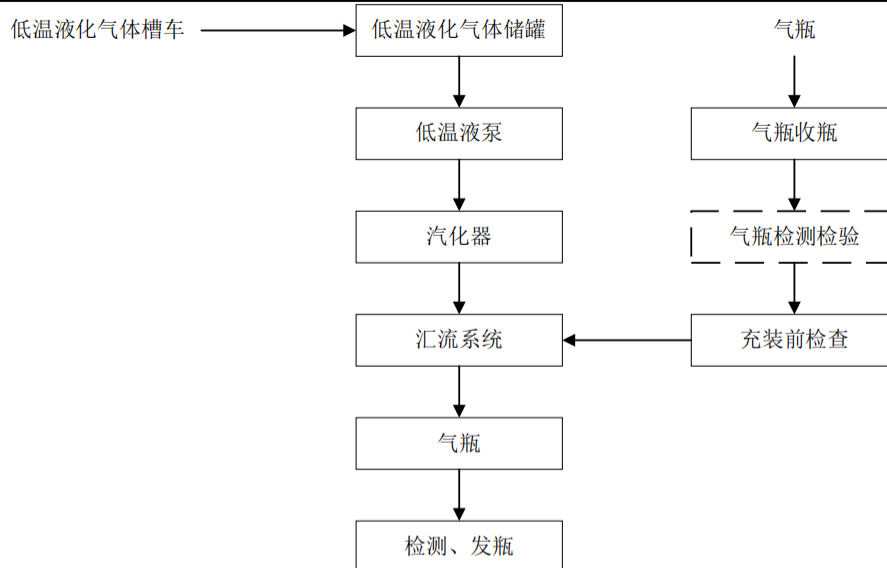 低温液化气体槽车
低温液化气体储罐
气瓶
低温液泵
气瓶收瓶
汽化器
气瓶检测检验
汇流系统
充装前检查
气瓶
检测、发瓶